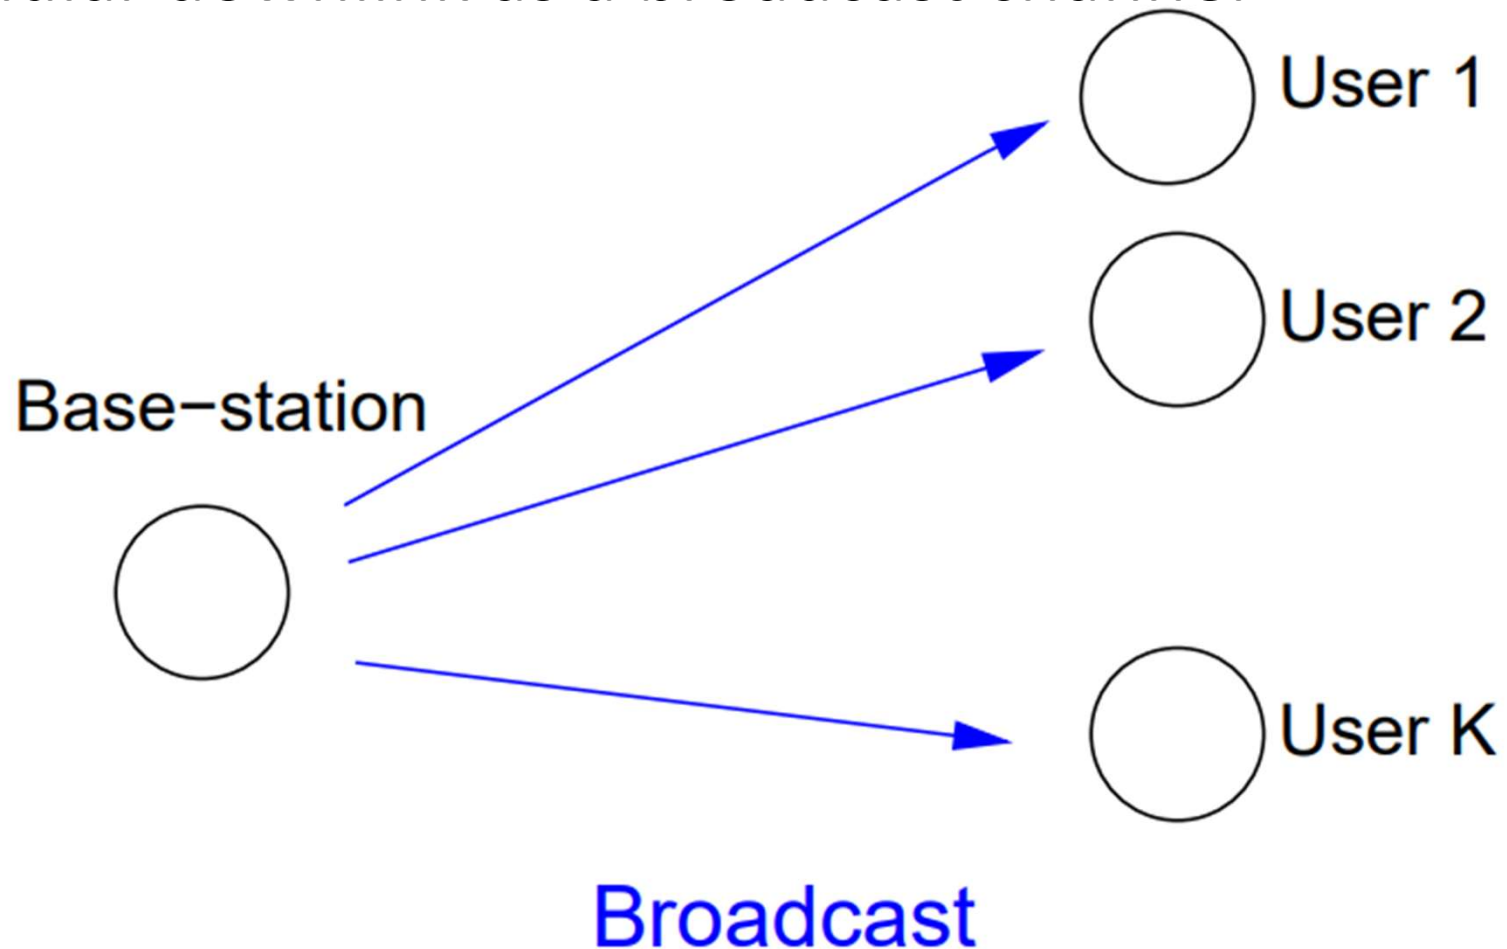 User 1
User 2
Base−station
User K
Broadcast